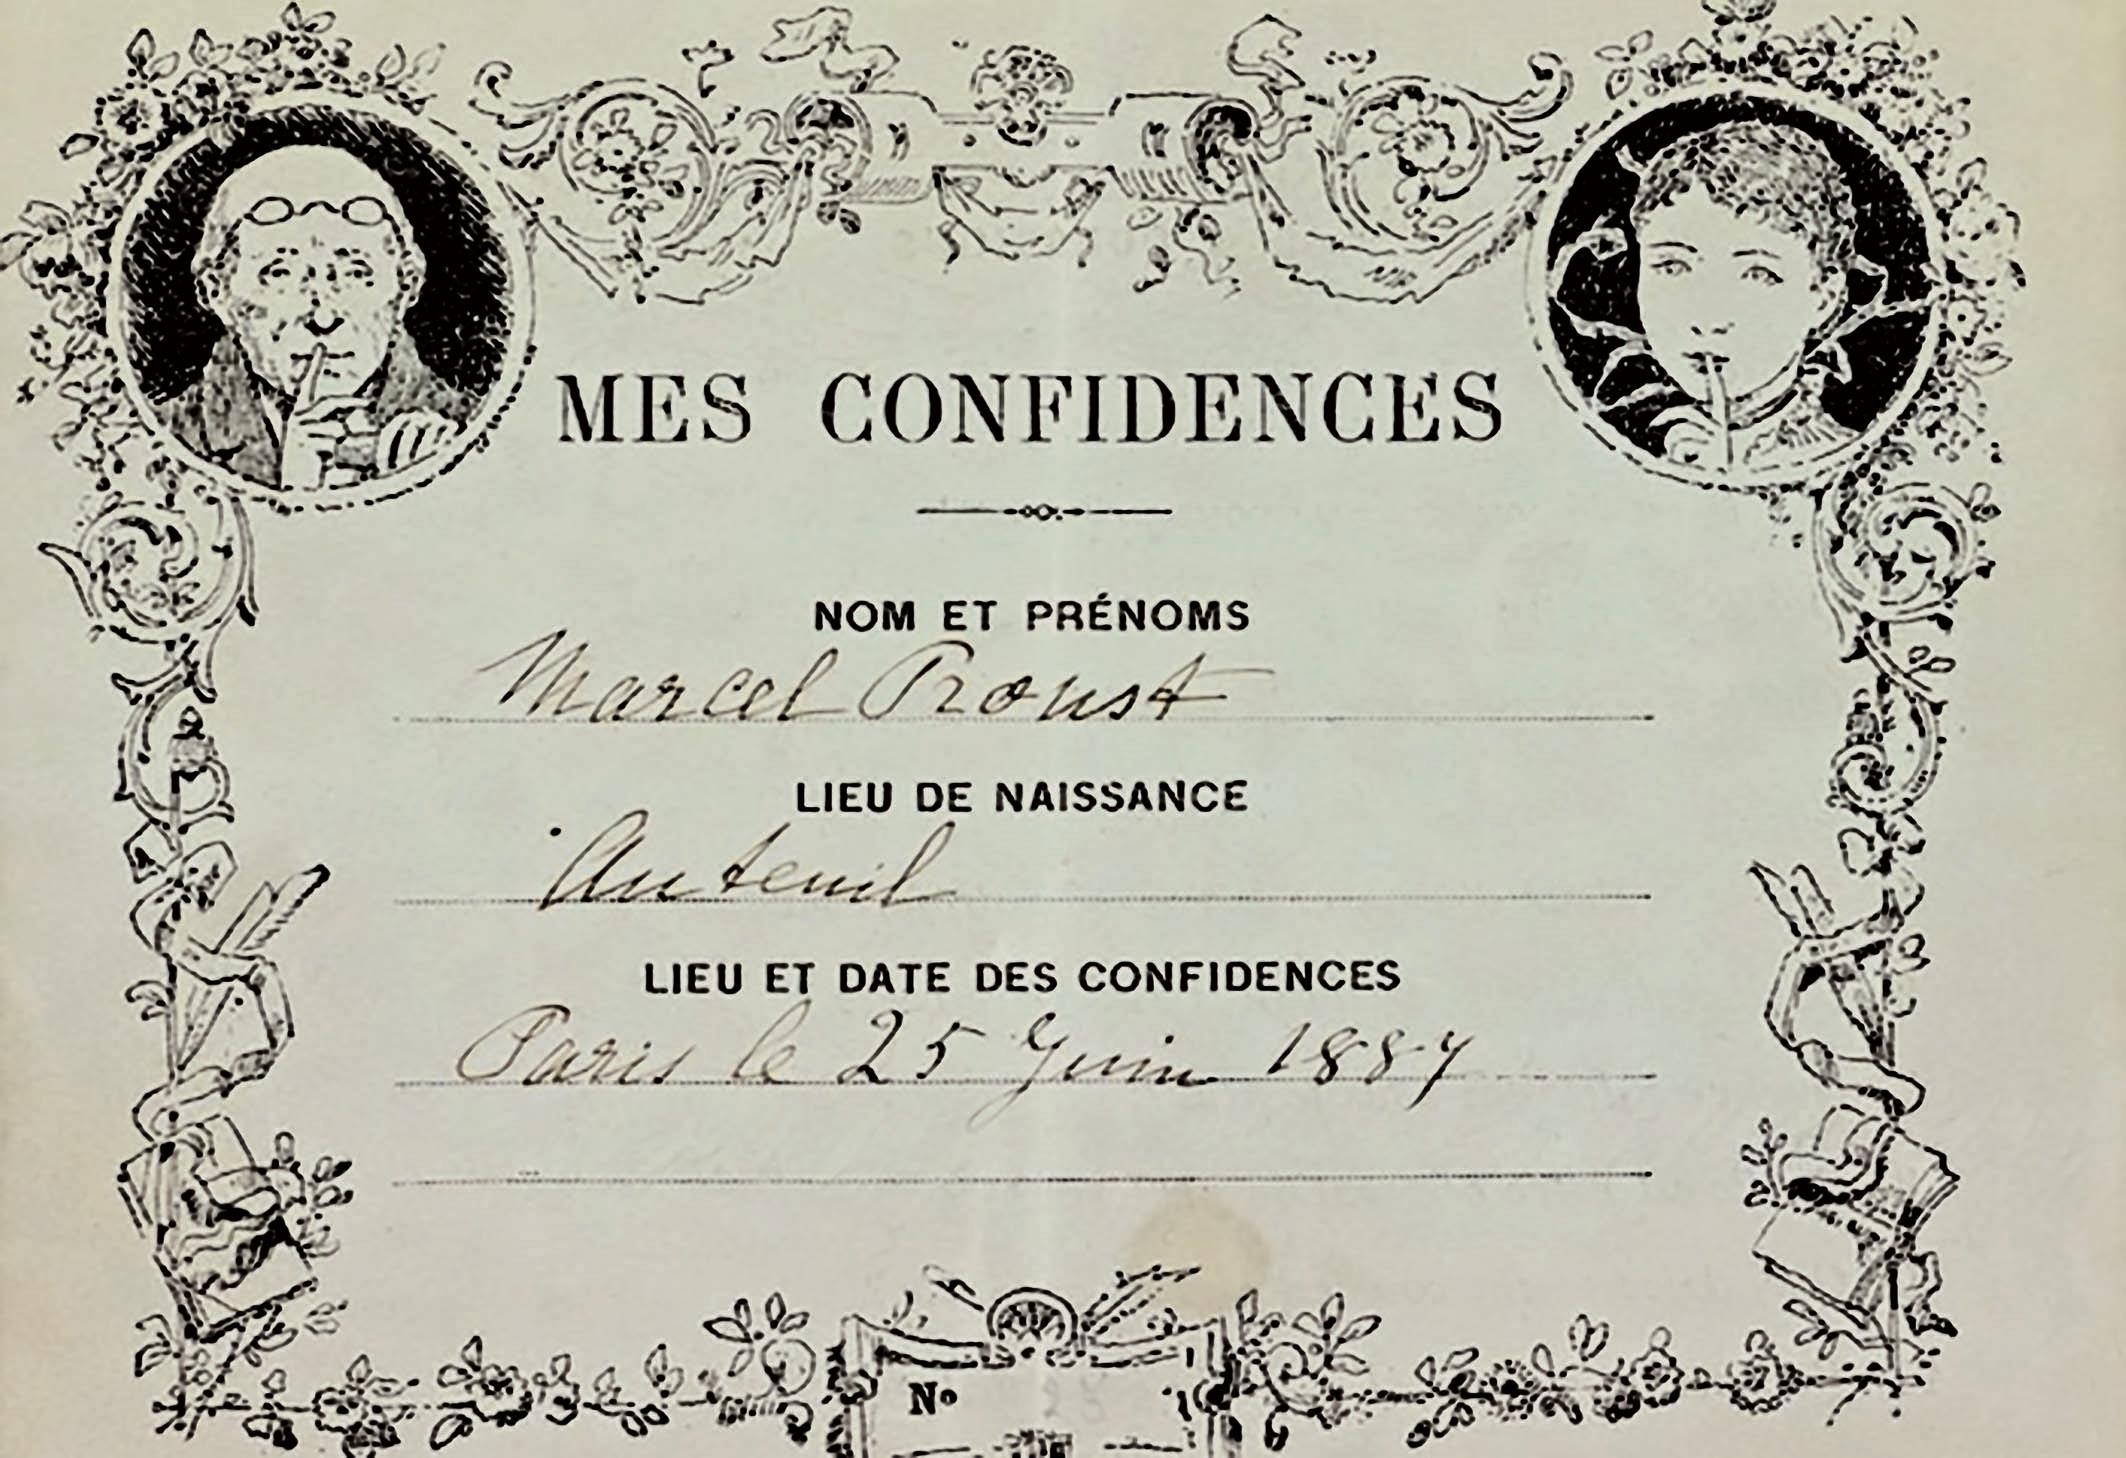 MES CONFIDENCES
NOM ET PRÉNOMS
Marcel Proust
LIEU DE NAISSANCE
Auteuil
LIEU ET DATE DES CONFIDENCES
Paris le 25 Juin 1887
Nº